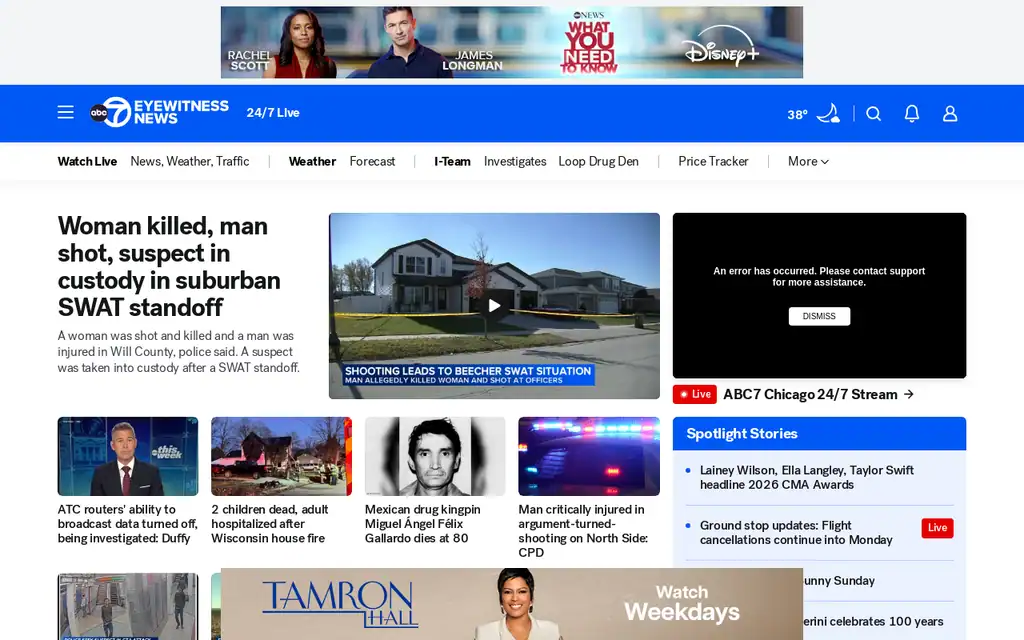 RACHEL
SCOTT
JAMES
LONGMAN
abc NEWS
WHAT
YOU
NEED
TO KNOW
Disney+
abc 7 EYEWITNESS
NEWS
24/7 Live
38°
Watch Live
News, Weather, Traffic
Weather
Forecast
I-Team
Investigates
Loop Drug Den
Price Tracker
More
Woman killed, man
shot, suspect in
custody in suburban
SWAT standoff
A woman was shot and killed and a man was
injured in Will County, police said. A suspect
was taken into custody after a SWAT standoff.
SHOOTING LEADS TO BEECHER SWAT SITUATION
MAN ALLEGEDLY KILLED WOMAN AND SHOT AT OFFICERS
An error has occurred. Please contact support
for more assistance.
DISMISS
Live
ABC7 Chicago 24/7 Stream
this
week
ATC routers' ability to
broadcast data turned off,
being investigated: Duffy
2 children dead, adult
hospitalized after
Wisconsin house fire
Mexican drug kingpin
Miguel Ángel Félix
Gallardo dies at 80
Man critically injured in
argument-turned-
shooting on North Side:
CPD
Spotlight Stories
Lainey Wilson, Ella Langley, Taylor Swift
headline 2026 CMA Awards
Ground stop updates: Flight
cancellations continue into Monday
Live
unny Sunday
erini celebrates 100 years
TAMRON
HALL
Watch
Weekdays